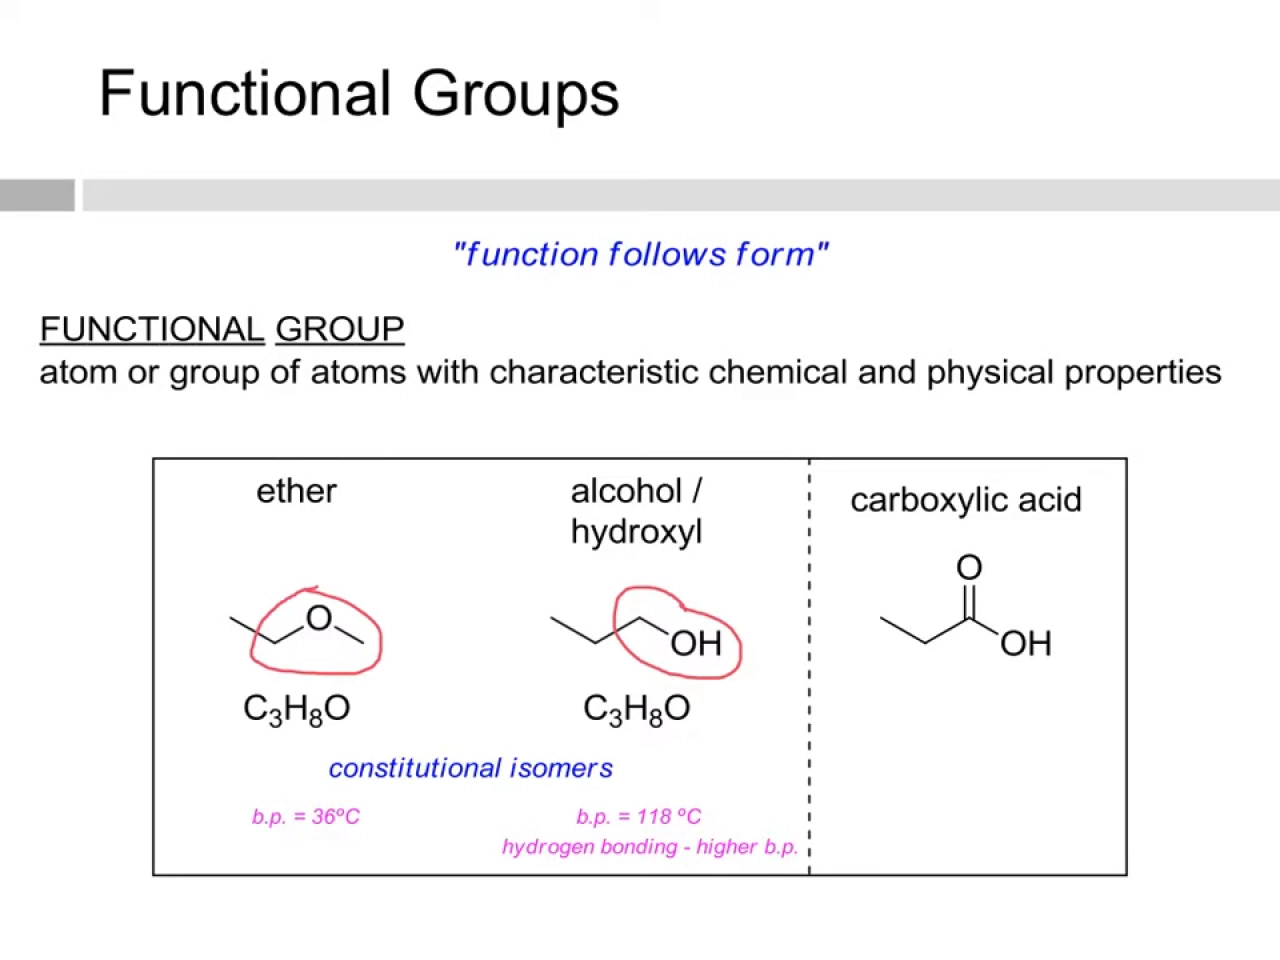 Functional Groups
"function follows form"
FUNCTIONAL GROUP
atom or group of atoms with characteristic chemical and physical properties
ether
O
C₃H₈O
alcohol /
hydroxyl
OH
C₃H₈O
constitutional isomers
b.p. = 36ºC
b.p. = 118 ºC
hydrogen bonding - higher b.p.
carboxylic acid
O
OH